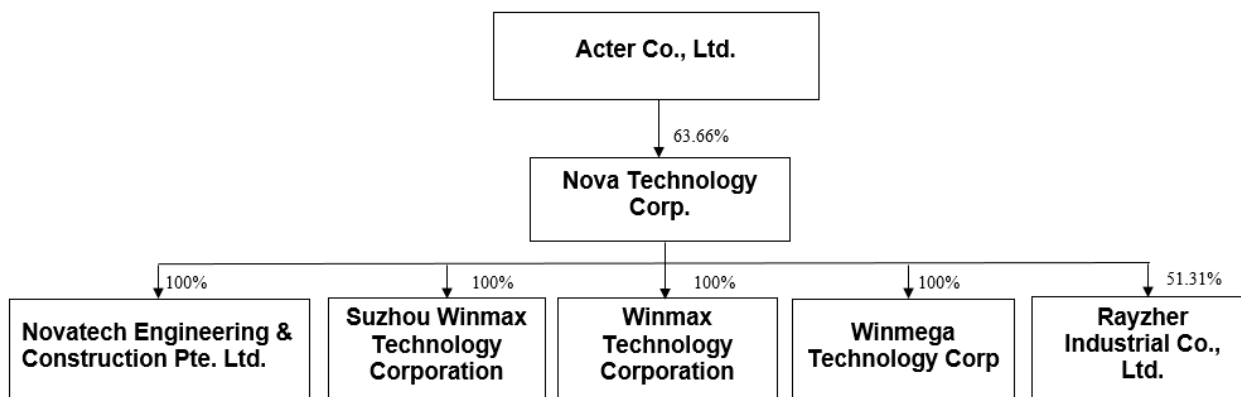 Acter Co., Ltd.
63.66%
Nova Technology
Corp.
100%
100%
100%
100%
51.31%
Novatech Engineering &
Construction Pte. Ltd.
Suzhou Winmax
Technology
Corporation
Winmax
Technology
Corporation
Winmega
Technology Corp
Rayzher
Industrial Co.,
Ltd.